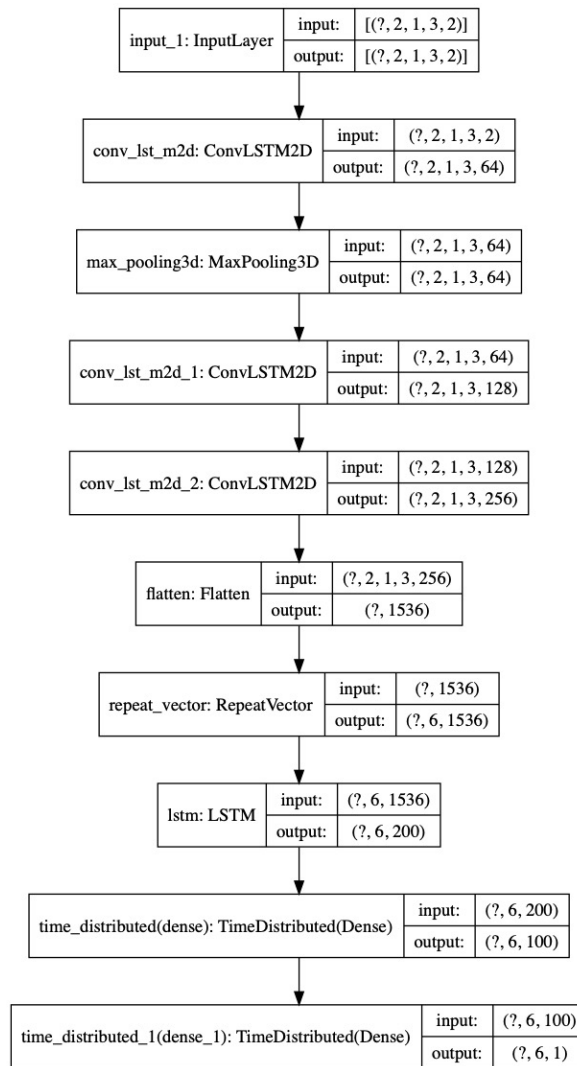 input_1: InputLayer
input: [(?, 2, 1, 3, 2)]
output: [(?, 2, 1, 3, 2)]
conv_lst_m2d: ConvLSTM2D
input: (?, 2, 1, 3, 2)
output: (?, 2, 1, 3, 64)
max_pooling3d: MaxPooling3D
input: (?, 2, 1, 3, 64)
output: (?, 2, 1, 3, 64)
conv_lst_m2d_1: ConvLSTM2D
input: (?, 2, 1, 3, 64)
output: (?, 2, 1, 3, 128)
conv_lst_m2d_2: ConvLSTM2D
input: (?, 2, 1, 3, 128)
output: (?, 2, 1, 3, 256)
flatten: Flatten
input: (?, 2, 1, 3, 256)
output: (?, 1536)
repeat_vector: RepeatVector
input: (?, 1536)
output: (?, 6, 1536)
lstm: LSTM
input: (?, 6, 1536)
output: (?, 6, 200)
time_distributed(dense): TimeDistributed(Dense)
input: (?, 6, 200)
output: (?, 6, 100)
time_distributed_1(dense_1): TimeDistributed(Dense)
input: (?, 6, 100)
output: (?, 6, 1)